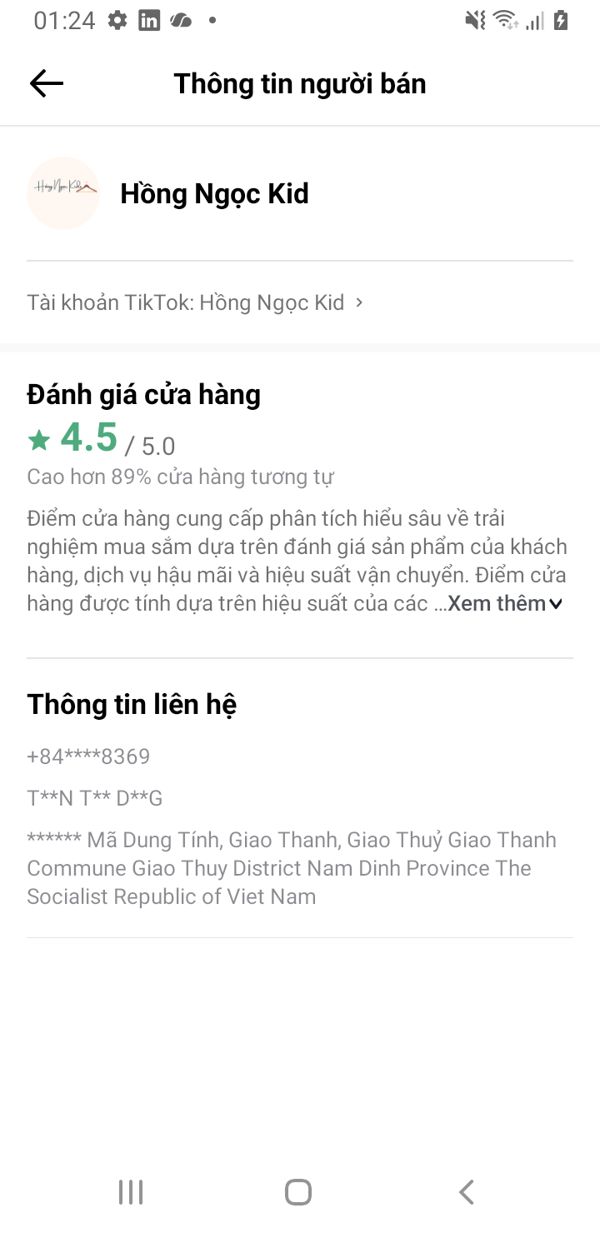 01:24
Thông tin người bán
Hồng Ngọc Kid
Hồng Ngọc Kid
Tài khoản TikTok: Hồng Ngọc Kid
Đánh giá cửa hàng
4.5 / 5.0
Cao hơn 89% cửa hàng tương tự
Điểm cửa hàng cung cấp phân tích hiểu sâu về trải
nghiệm mua sắm dựa trên đánh giá sản phẩm của khách
hàng, dịch vụ hậu mãi và hiệu suất vận chuyển. Điểm cửa
hàng được tính dựa trên hiệu suất của các ...Xem thêm
Thông tin liên hệ
+84****8369
T**N T** D**G
****** Mã Dung Tính, Giao Thanh, Giao Thuỷ Giao Thanh
Commune Giao Thuy District Nam Dinh Province The
Socialist Republic of Viet Nam